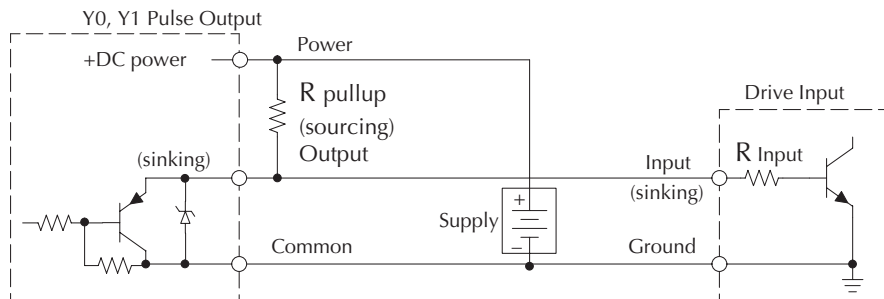 Y0, Y1 Pulse Output
+DC power
Power
R pullup
(sourcing)
Output
Drive Input
(sinking)
Input
(sinking)
R Input
+
Supply
–
Common
Ground